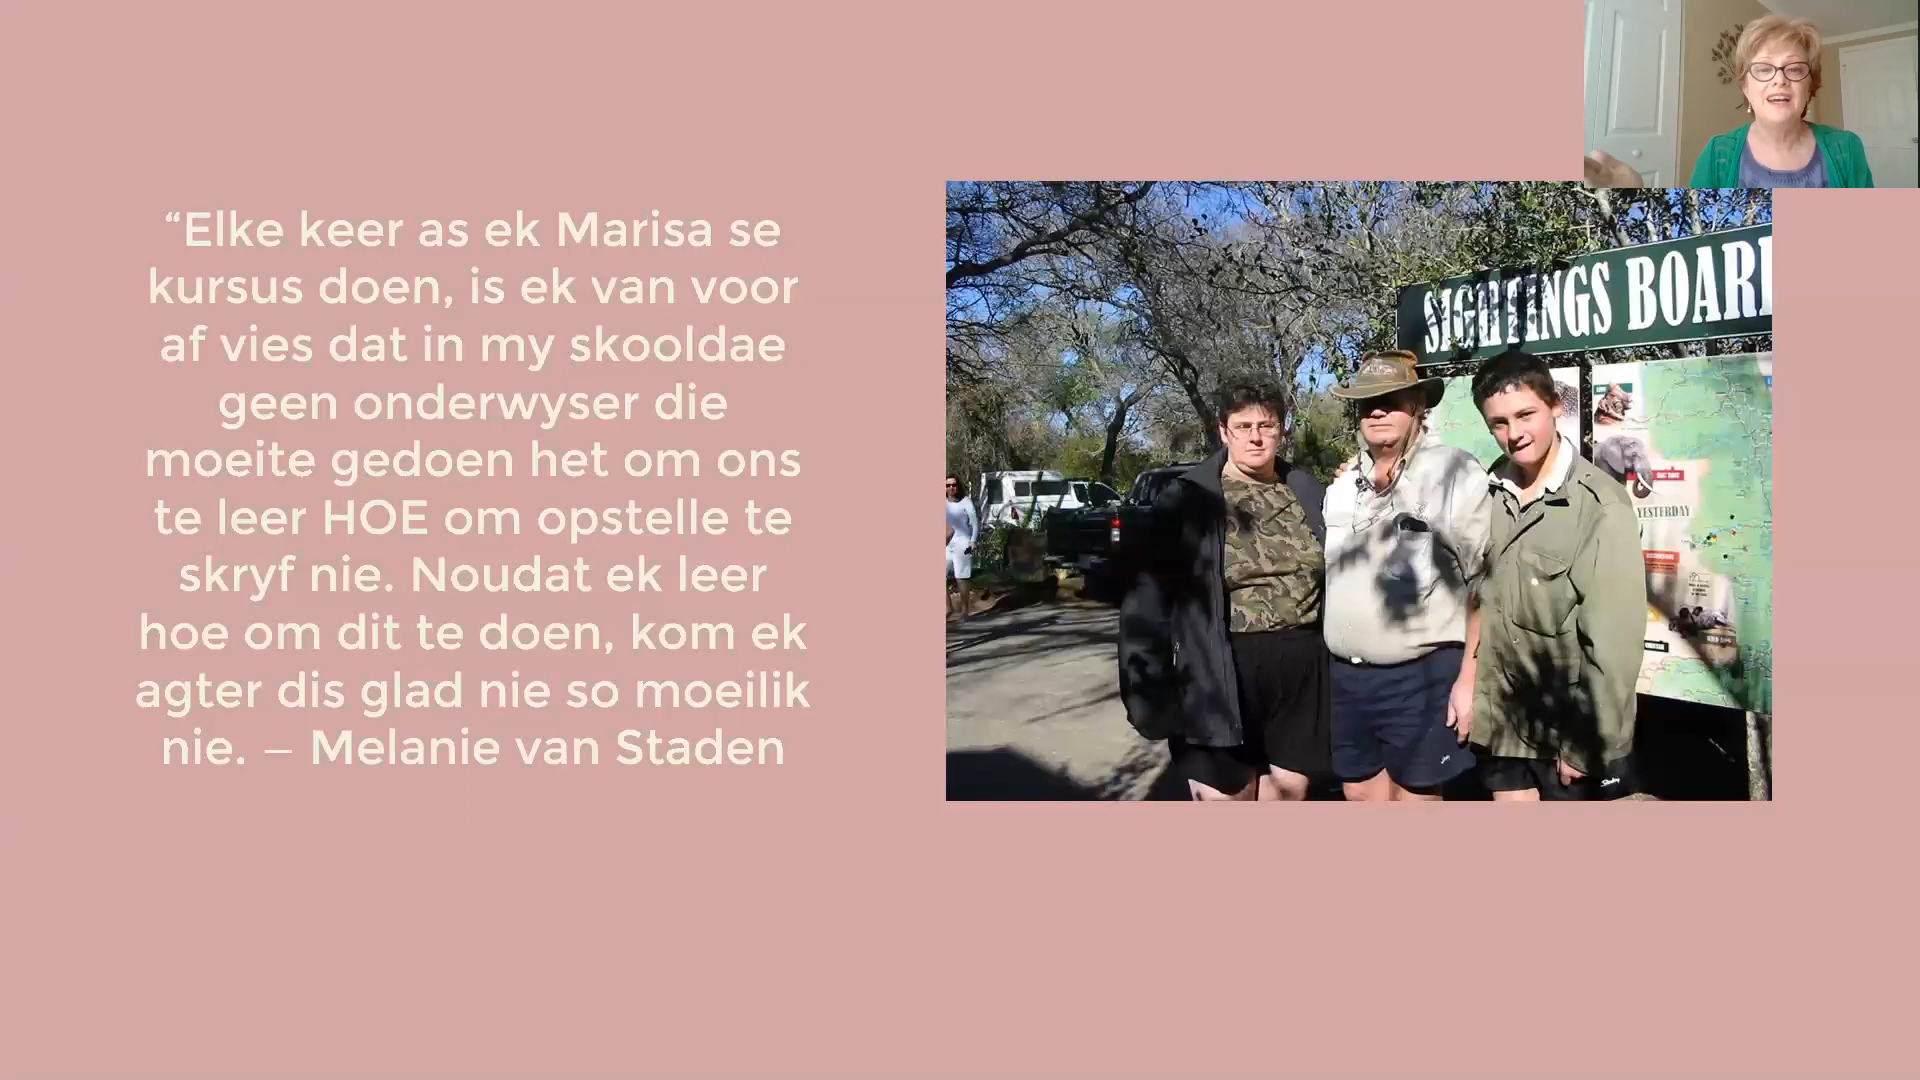 “Elke keer as ek Marisa se
kursus doen, is ek van voor
af vies dat in my skooldae
geen onderwyser die
moeite gedoen het om ons
te leer HOE om opstelle te
skryf nie. Noudat ek leer
hoe om dit te doen, kom ek
agter dis glad nie so moeilik
nie. – Melanie van Staden
SIGHTINGS BOAR
YESTERDAY